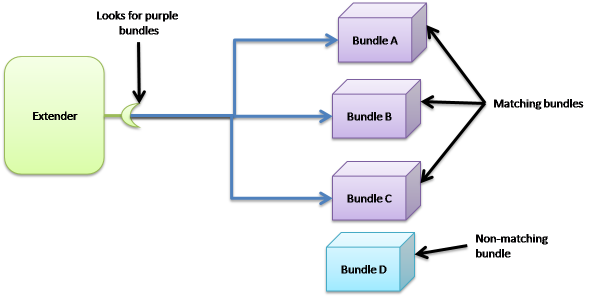 Looks for purple
bundles
Bundle A
Extender
Bundle B
Matching bundles
Bundle C
Non-matching
bundle
Bundle D